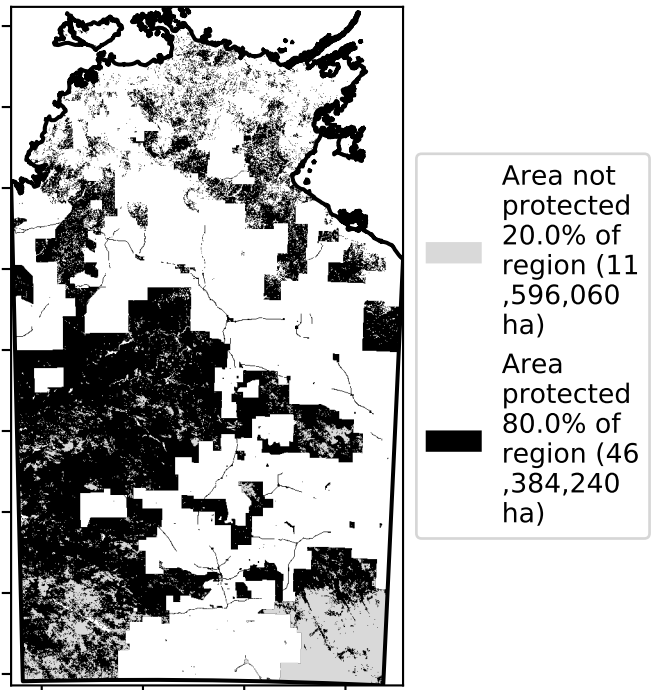 Area not
protected
20.0% of
region (11
,596,060
ha)
Area
protected
80.0% of
region (46
,384,240
ha)